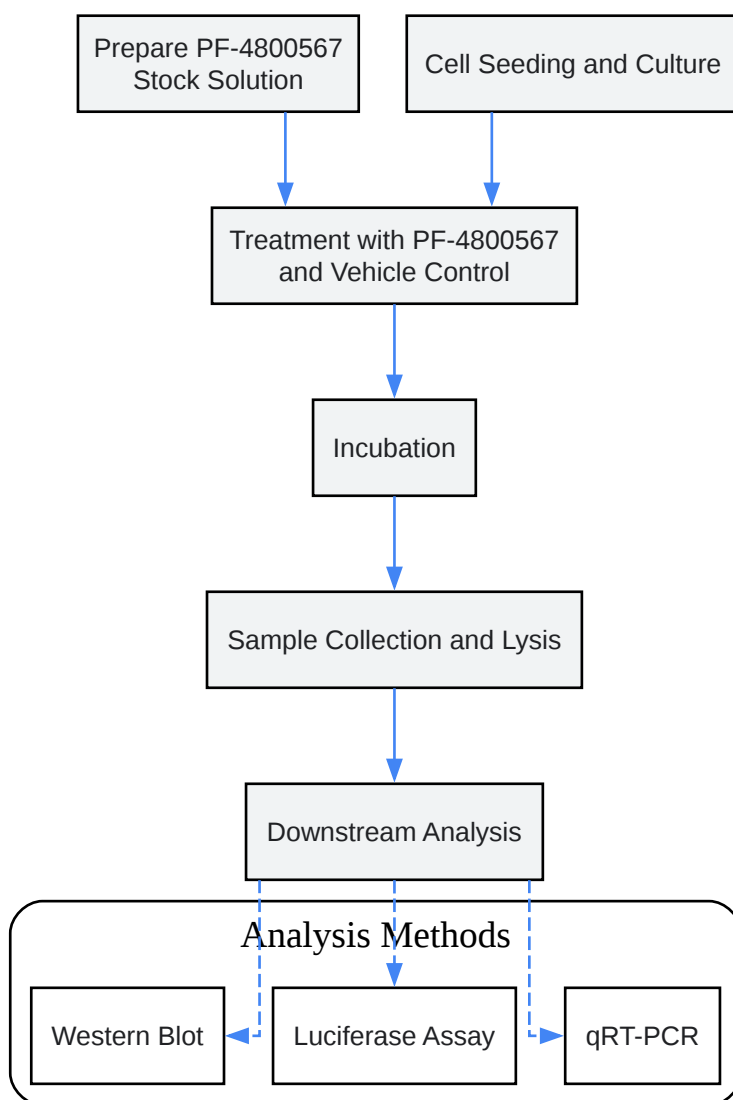 Prepare PF-4800567
Stock Solution
Cell Seeding and Culture
Treatment with PF-4800567
and Vehicle Control
Incubation
Sample Collection and Lysis
Downstream Analysis
Analysis Methods
Western Blot
Luciferase Assay
qRT-PCR